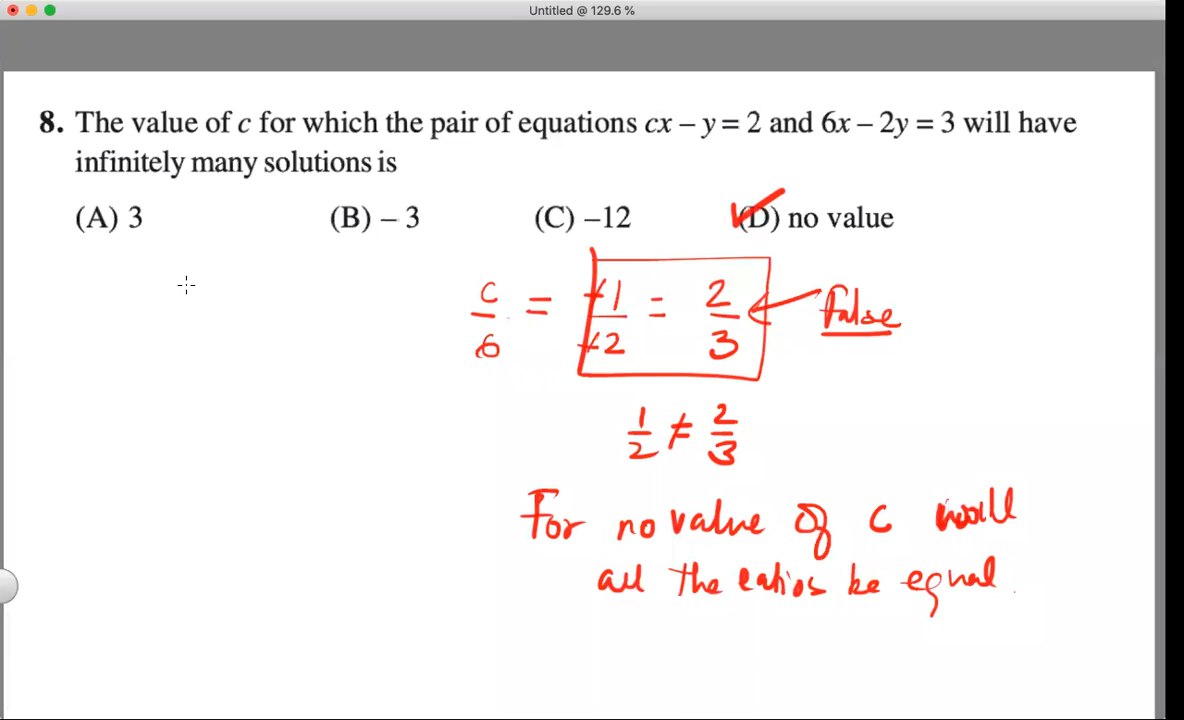 Untitled @ 129.6 %
8. The value of c for which the pair of equations cx – y = 2 and 6x – 2y = 3 will have
infinitely many solutions is
(A) 3 (B) – 3 (C) –12 (D) no value
c/6 = +1/+2 = 2/3 False
1/2 ≠ 2/3
For no value of c will
all the ratios be equal.